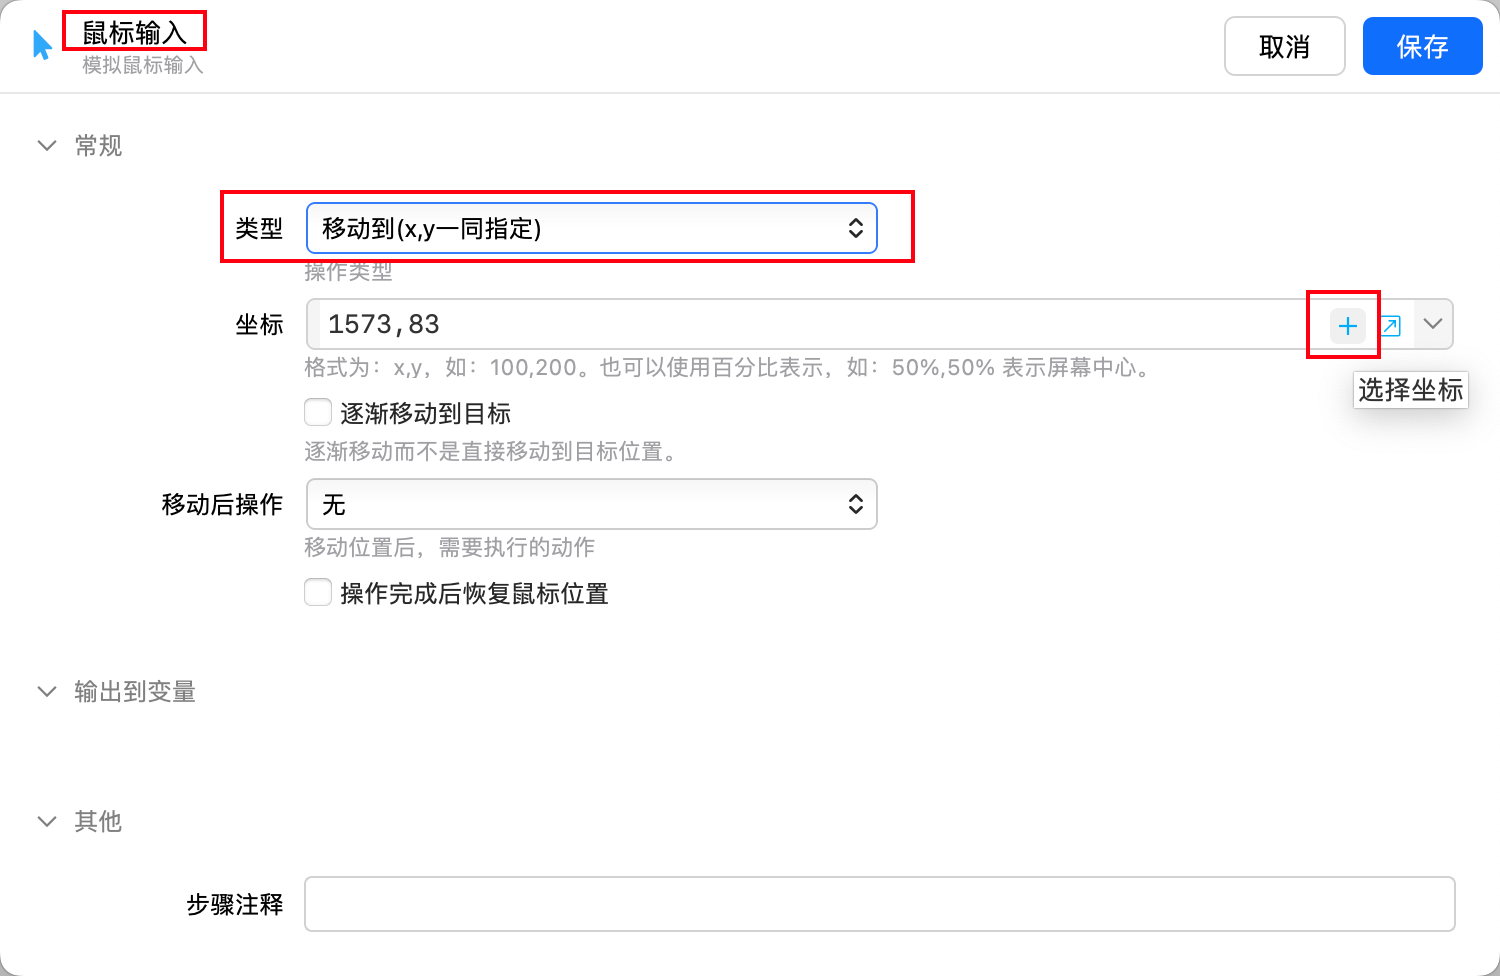 鼠标输入
模拟鼠标输入
取消
保存
常规
类型
移动到(x,y一同指定)
操作类型
坐标
1573,83
格式为：x,y，如：100,200。也可以使用百分比表示，如：50%,50% 表示屏幕中心。
选择坐标
逐渐移动到目标
逐渐移动而不是直接移动到目标位置。
移动后操作
无
移动位置后，需要执行的动作
操作完成后恢复鼠标位置
输出到变量
其他
步骤注释